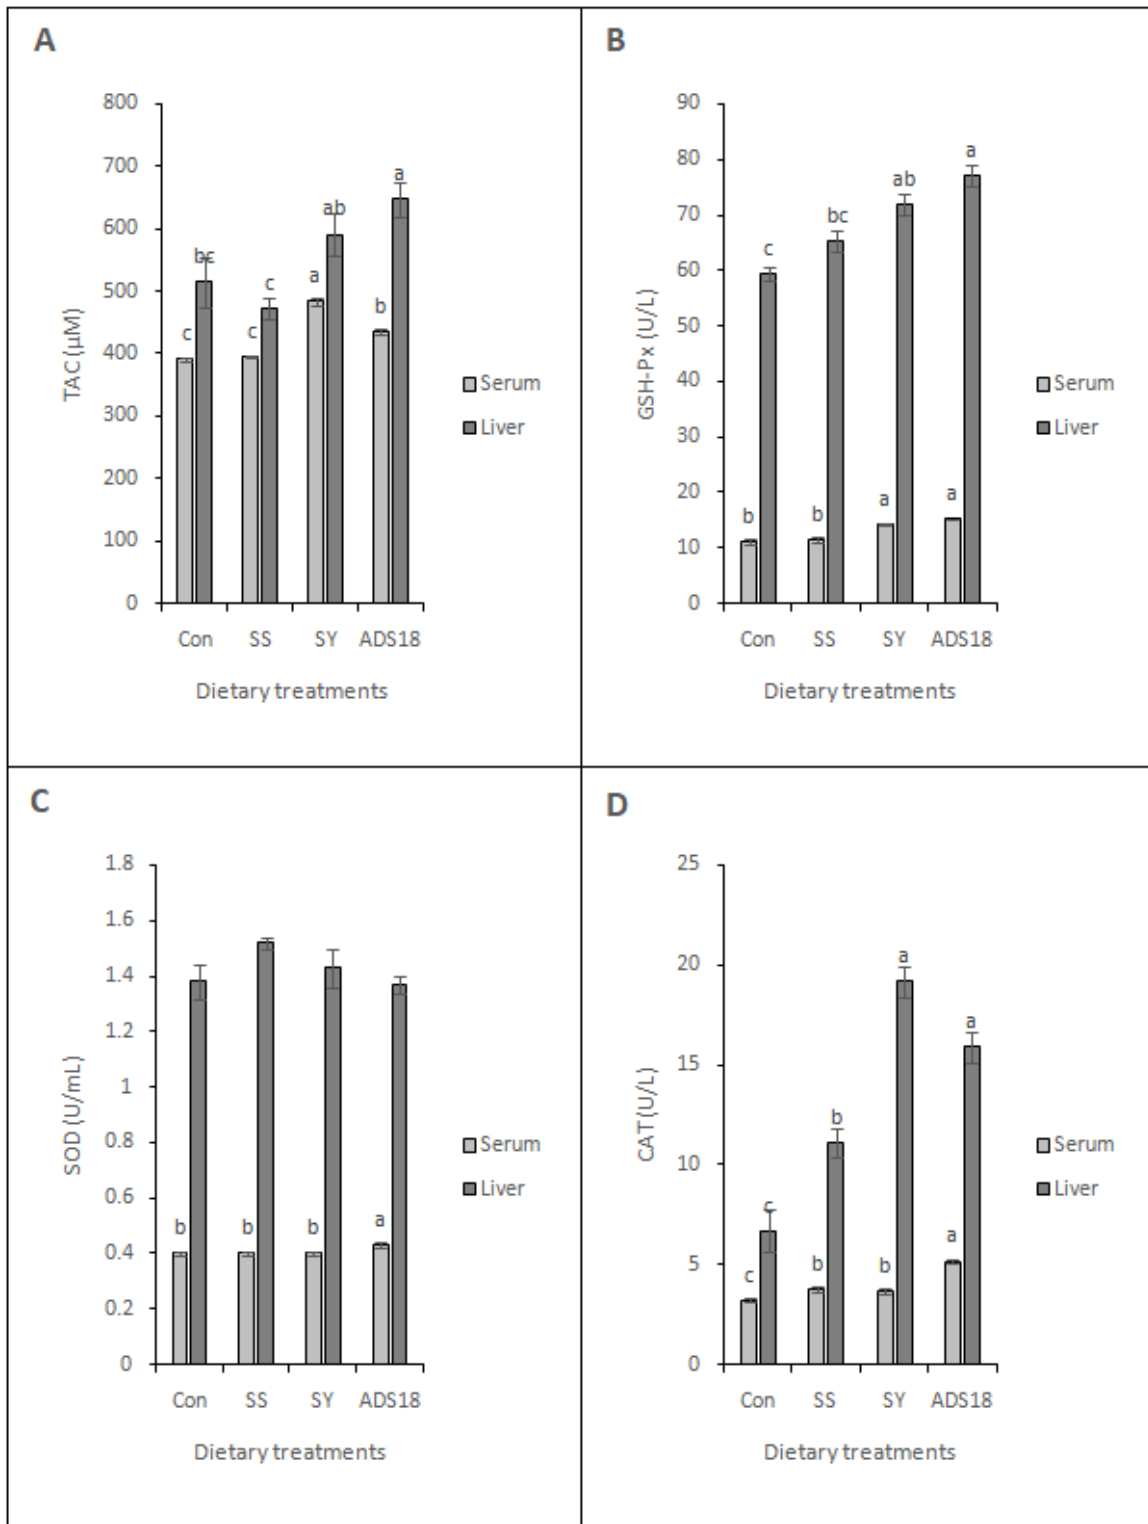 A
800
700
600
500
400
300
200
100
0
TAC (µM)
a
ab
bc
a
c
b
c
c
Con SS SY ADS18
Dietary treatments
Serum
Liver
B
90
80
70
60
50
40
30
20
10
0
GSH-Px (U/L)
a
ab
bc
c
a
a
b
b
Con SS SY ADS18
Dietary treatments
Serum
Liver
C
1.8
1.6
1.4
1.2
1
0.8
0.6
0.4
0.2
0
SOD (U/mL)
b b b a
Con SS SY ADS18
Dietary treatments
Serum
Liver
D
25
20
15
10
5
0
CAT (U/L)
a
a
b
c
a
b
b
c
Con SS SY ADS18
Dietary treatments
Serum
Liver